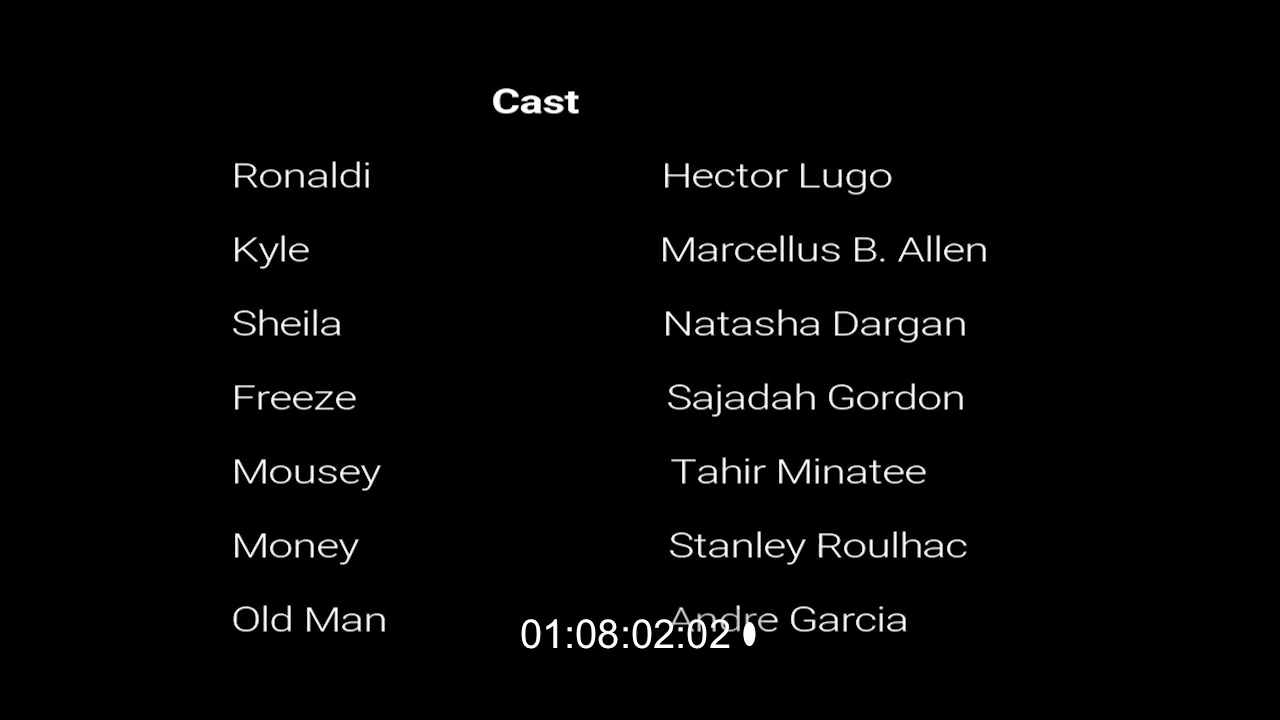 Cast
Ronaldi Hector Lugo
Kyle Marcellus B. Allen
Sheila Natasha Dargan
Freeze Sajadah Gordon
Mousey Tahir Minatee
Money Stanley Roulhac
Old Man Andre Garcia
01:08:02:02